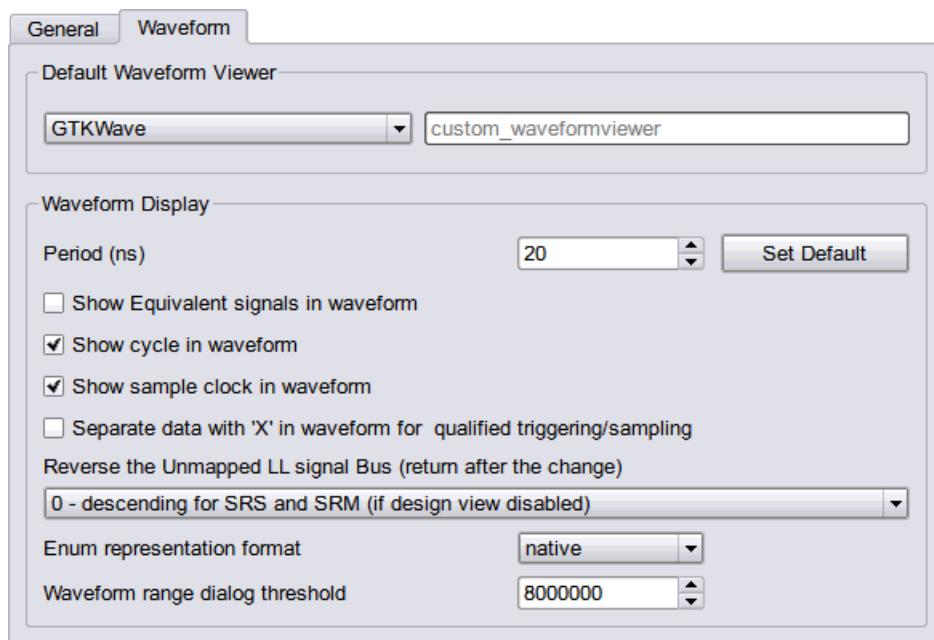 General Waveform
Default Waveform Viewer
GTKWave custom_waveformviewer
Waveform Display
Period (ns) 20 Set Default
Show Equivalent signals in waveform
Show cycle in waveform
Show sample clock in waveform
Separate data with 'X' in waveform for qualified triggering/sampling
Reverse the Unmapped LL signal Bus (return after the change)
0 - descending for SRS and SRM (if design view disabled)
Enum representation format native
Waveform range dialog threshold 8000000